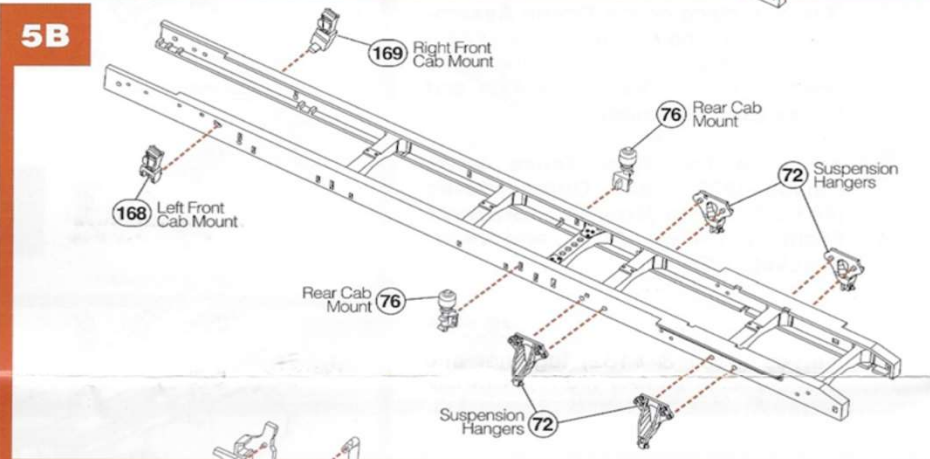 5B
169 Right Front
Cab Mount
76 Rear Cab
Mount
72 Suspension
Hangers
168 Left Front
Cab Mount
Rear Cab 76
Mount
Suspension 72
Hangers